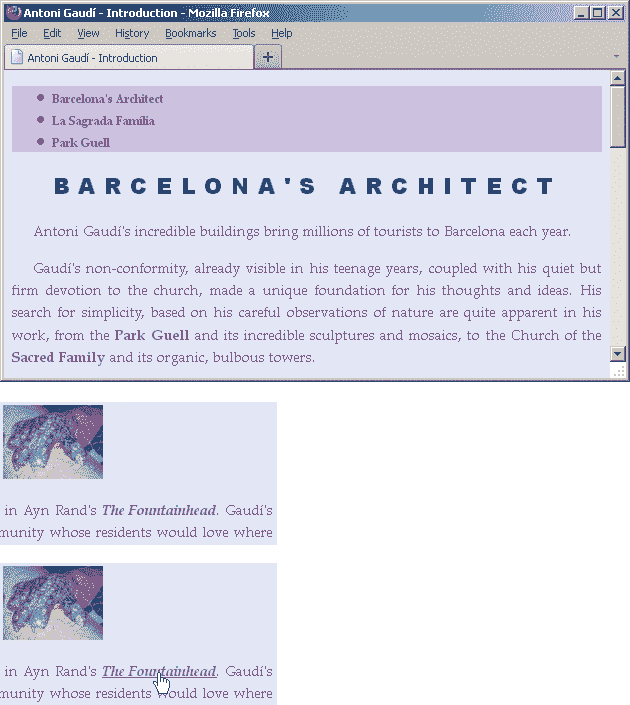 Antoni Gaudí - Introduction - Mozilla Firefox
File Edit View History Bookmarks Tools Help
Antoni Gaudí - Introduction
Barcelona's Architect
La Sagrada Família
Park Guell
BARCELONA'S ARCHITECT
Antoni Gaudí's incredible buildings bring millions of tourists to Barcelona each year.
Gaudí's non-conformity, already visible in his teenage years, coupled with his quiet but
firm devotion to the church, made a unique foundation for his thoughts and ideas. His
search for simplicity, based on his careful observations of nature are quite apparent in his
work, from the Park Guell and its incredible sculptures and mosaics, to the Church of the
Sacred Family and its organic, bulbous towers.
in Ayn Rand's The Fountainhead. Gaudí's
munity whose residents would love where
in Ayn Rand's The Fountainhead. Gaudí's
munity whose residents would love where